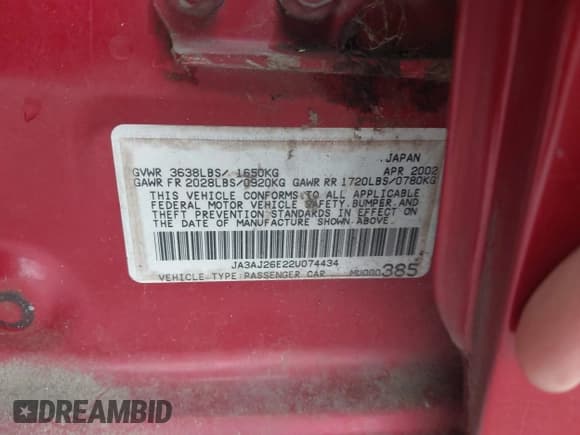 JAPAN
GVWR 3638LBS/ 1650KG APR 2002
GAWR FR 2028LBS/0920KG GAWR RR 1720LBS/0780KG
THIS VEHICLE CONFORMS TO ALL APPLICABLE
FEDERAL MOTOR VEHICLE SAFETY.BUMPER.AND
THEFT PREVENTION STANDARDS IN EFFECT ON
THE DATE OF MANUFACTURE SHOWN ABOVE.
JA3AJ26E22U074434
VEHICLE TYPE:PASSENGER CAR MU000385
DREAMBID